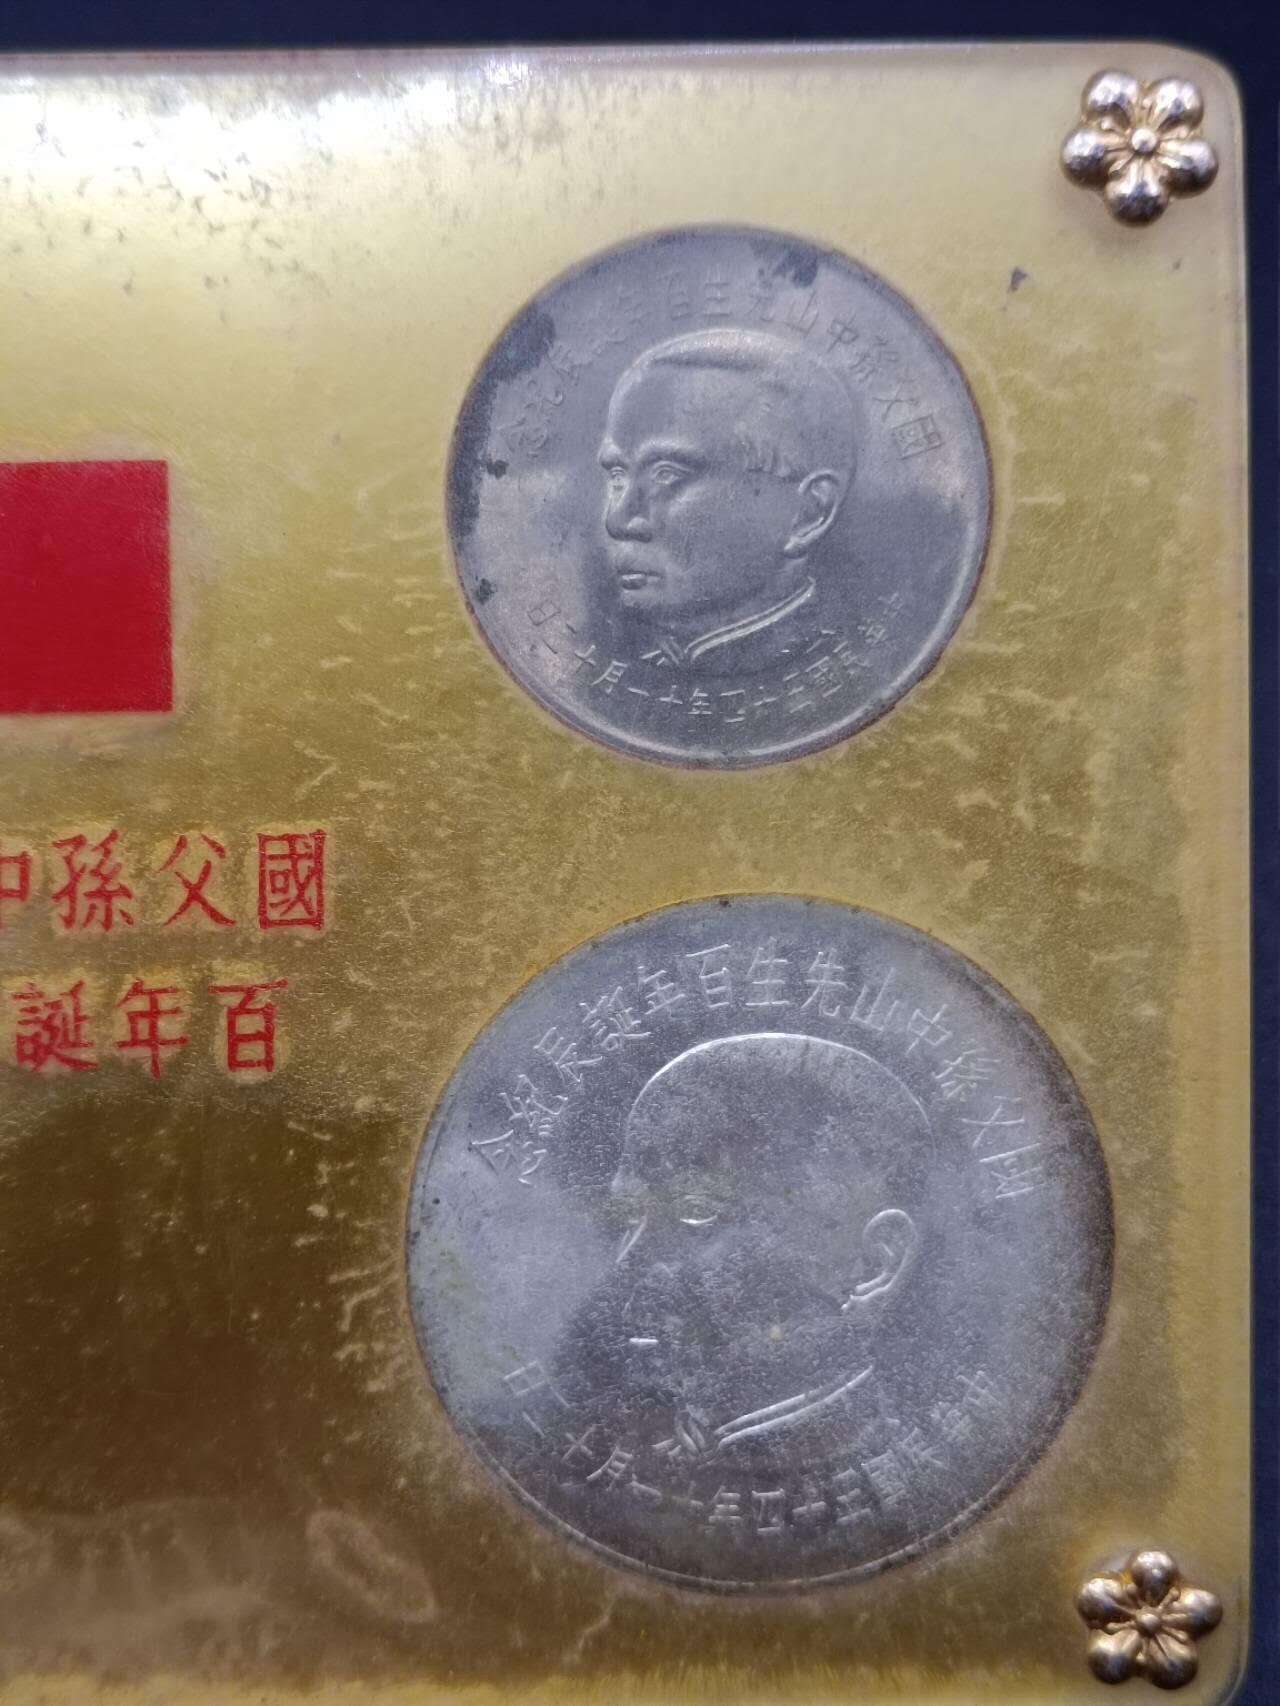 國父孫中山先生百年誕辰紀念
中華民國五十四年十一月十二日
國父孫中
百年誕
國父孫中山先生百年誕辰紀念
中華民國五十四年十一月十二日